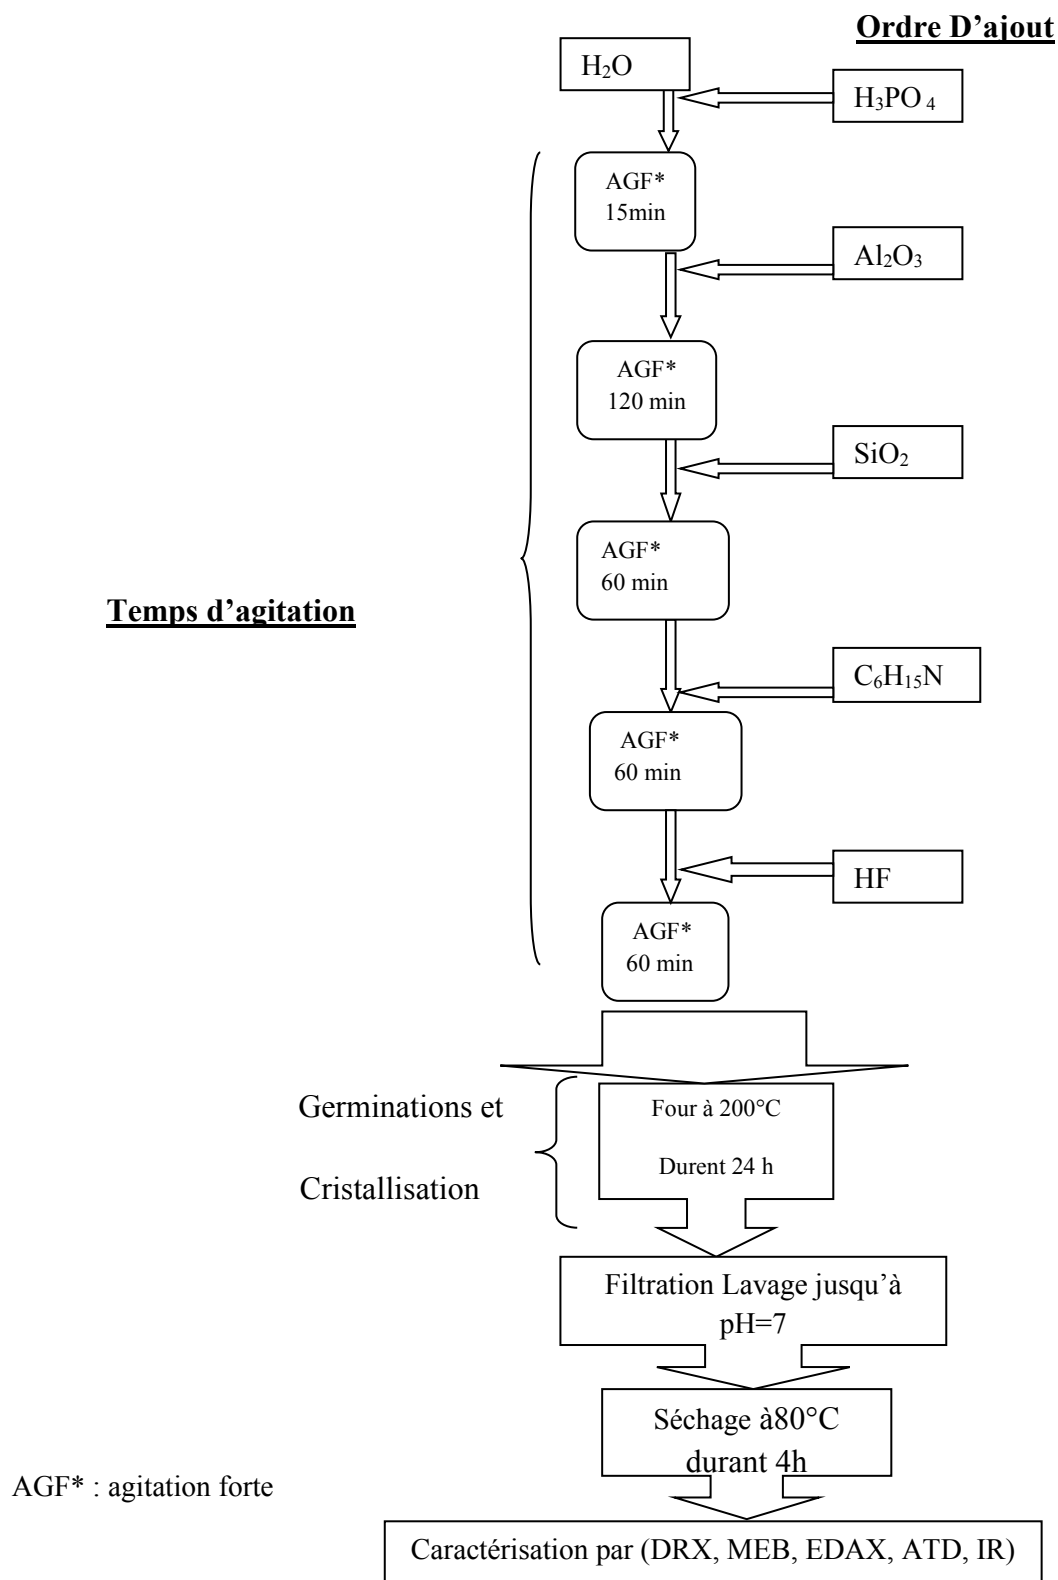 Ordre D’ajout
H₂O
H₃PO ₄
AGF*
15min
Al₂O₃
AGF*
120 min
SiO₂
AGF*
60 min
Temps d’agitation
C₆H₁₅N
AGF*
60 min
HF
AGF*
60 min
Germinations et
Cristallisation
Four à 200°C
Durent 24 h
Filtration Lavage jusqu’à
pH=7
Séchage à80°C
durant 4h
AGF* : agitation forte
Caractérisation par (DRX, MEB, EDAX, ATD, IR)